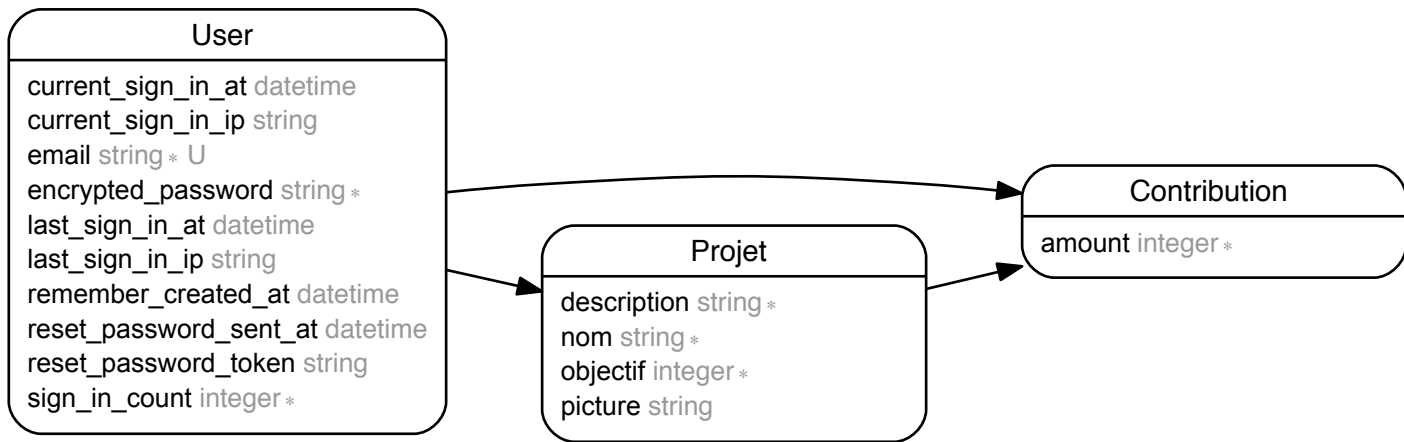 User
current_sign_in_at datetime
current_sign_in_ip string
email string * U
encrypted_password string *
last_sign_in_at datetime
last_sign_in_ip string
remember_created_at datetime
reset_password_sent_at datetime
reset_password_token string
sign_in_count integer *
Projet
description string *
nom string *
objectif integer *
picture string
Contribution
amount integer *